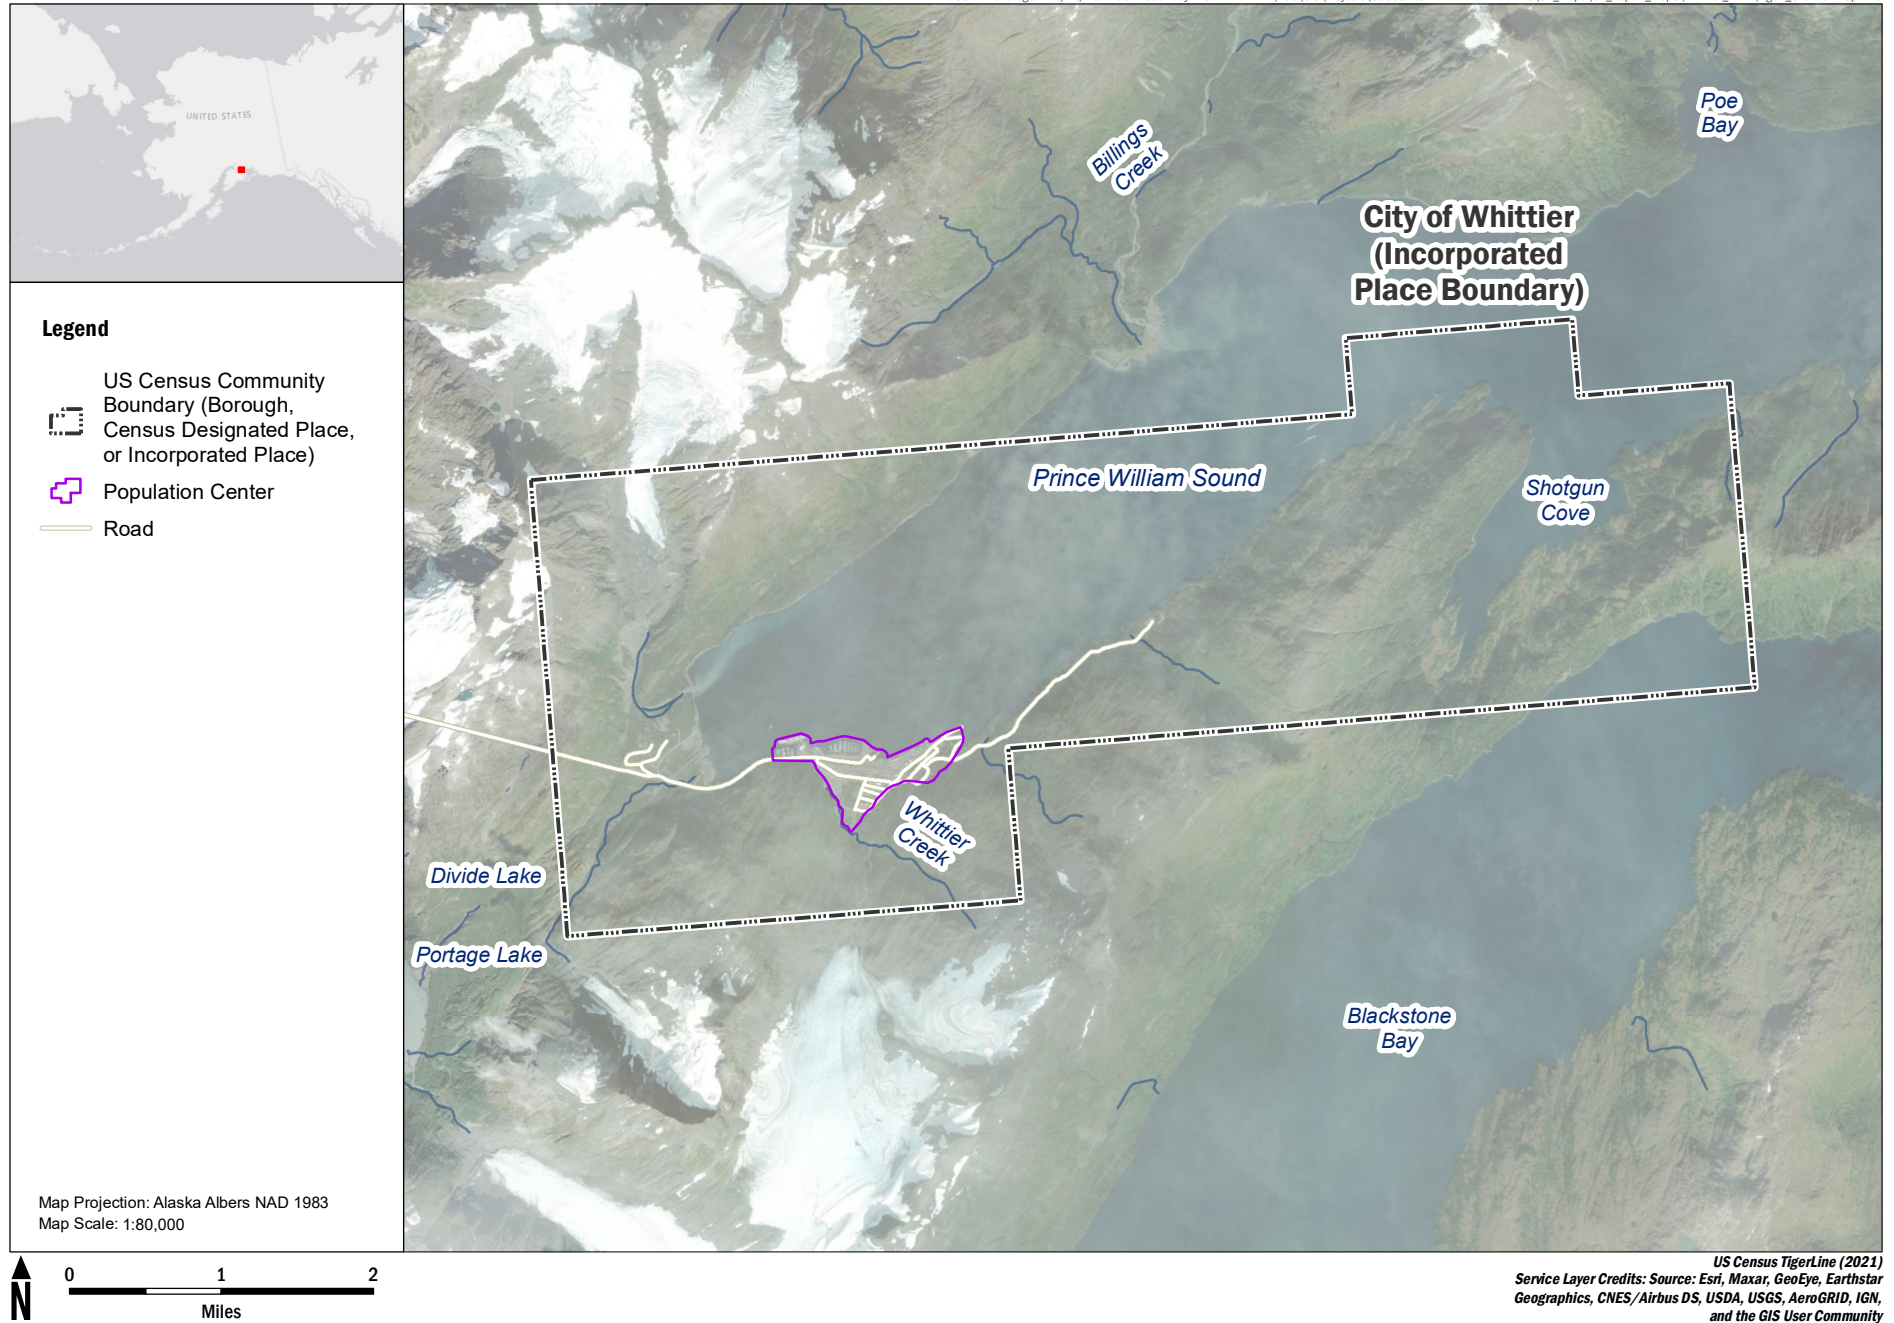 UNITED STATES
Legend
US Census Community
Boundary (Borough,
Census Designated Place,
or Incorporated Place)
Population Center
Road
Map Projection: Alaska Albers NAD 1983
Map Scale: 1:80,000
N
0 1 2
Miles
Poe
Bay
Billings
Creek
City of Whittier
(Incorporated
Place Boundary)
Prince William Sound
Shotgun
Cove
Whittier
Creek
Divide Lake
Portage Lake
Blackstone
Bay
US Census TigerLine (2021)
Service Layer Credits: Source: Esri, Maxar, GeoEye, Earthstar
Geographics, CNES/Airbus DS, USDA, USGS, AeroGRID, IGN,
and the GIS User Community